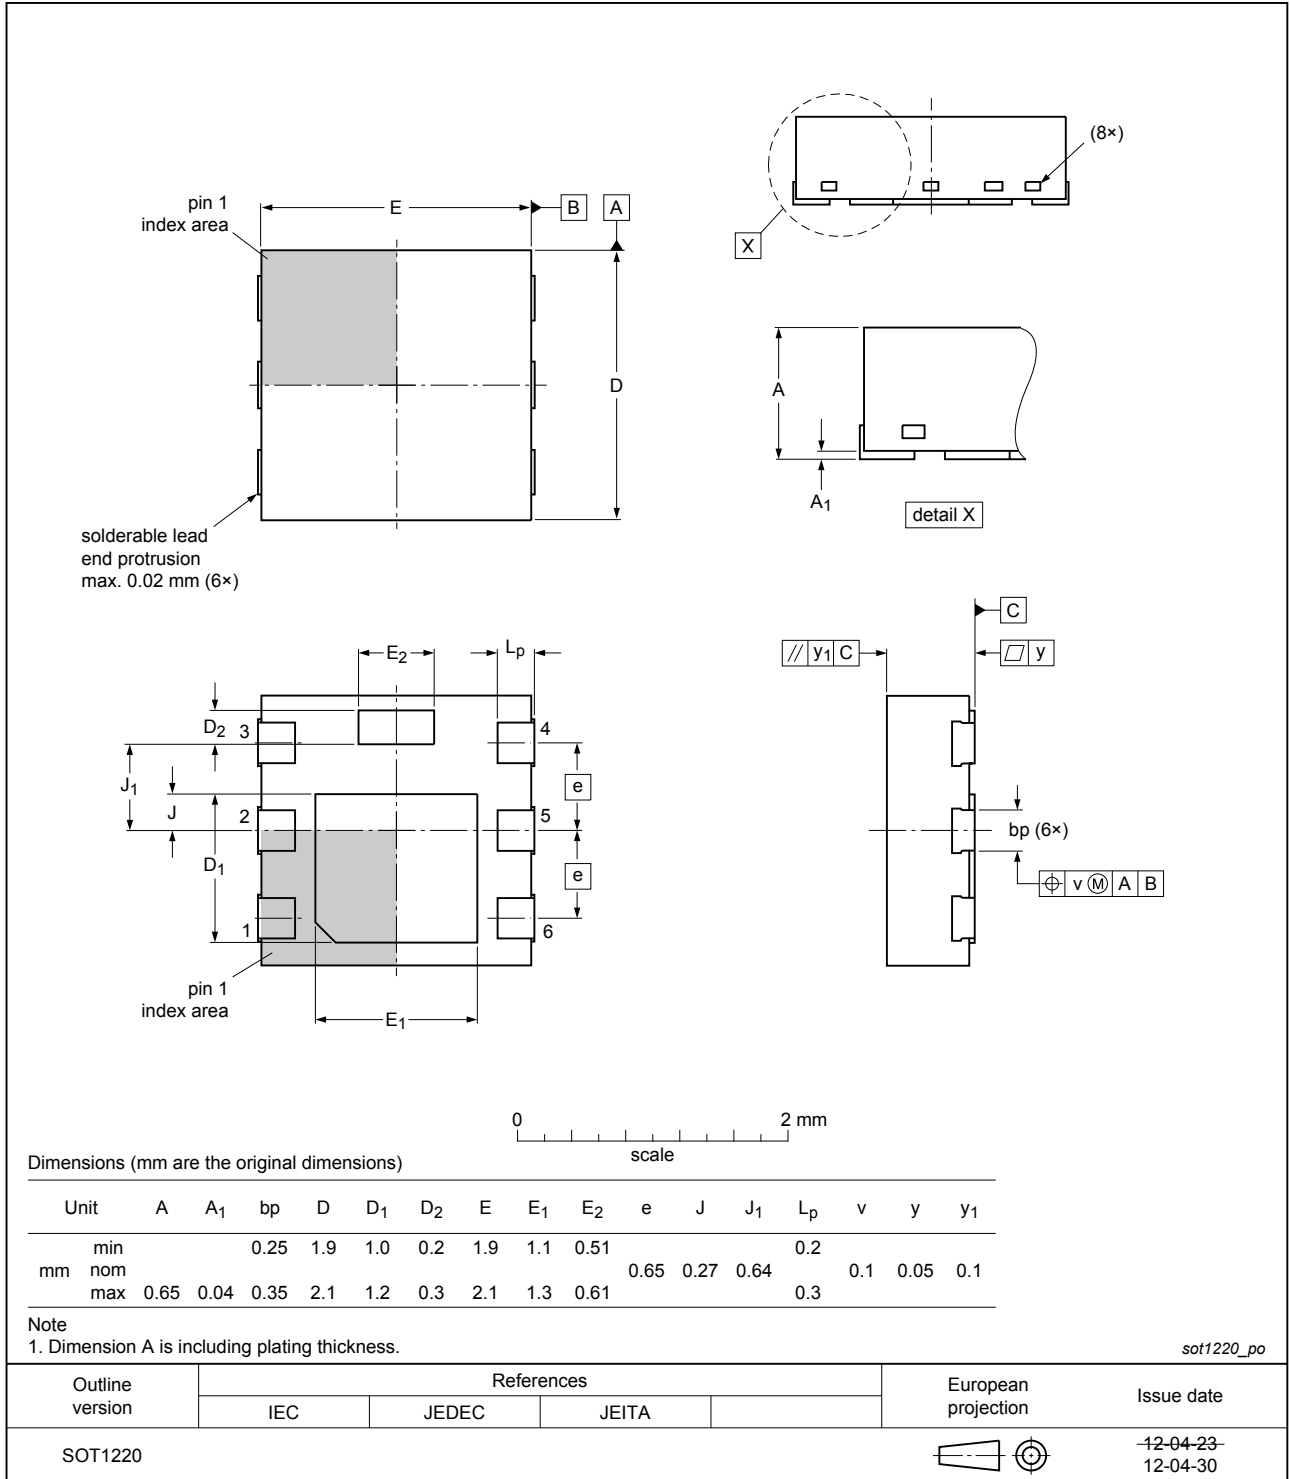 (8×)
X
pin 1
index area
E
B
A
D
solderable lead
end protrusion
max. 0.02 mm (6×)
A
A1
detail X
C
// y1 C
y
E2
Lp
D2
3
4
J1
J
e
2
5
D1
e
1
6
bp (6×)
v M A B
pin 1
index area
E1
0
2 mm
scale
Dimensions (mm are the original dimensions)
Unit A A1 bp D D1 D2 E E1 E2 e J J1 Lp v y y1
min 0.25 1.9 1.0 0.2 1.9 1.1 0.51 0.2
mm nom 0.65 0.27 0.64 0.1 0.05 0.1
max 0.65 0.04 0.35 2.1 1.2 0.3 2.1 1.3 0.61 0.3
Note
1. Dimension A is including plating thickness.
sot1220_po
Outline
version
References
IEC JEDEC JEITA
European
projection
Issue date
SOT1220
12-04-23
12-04-30